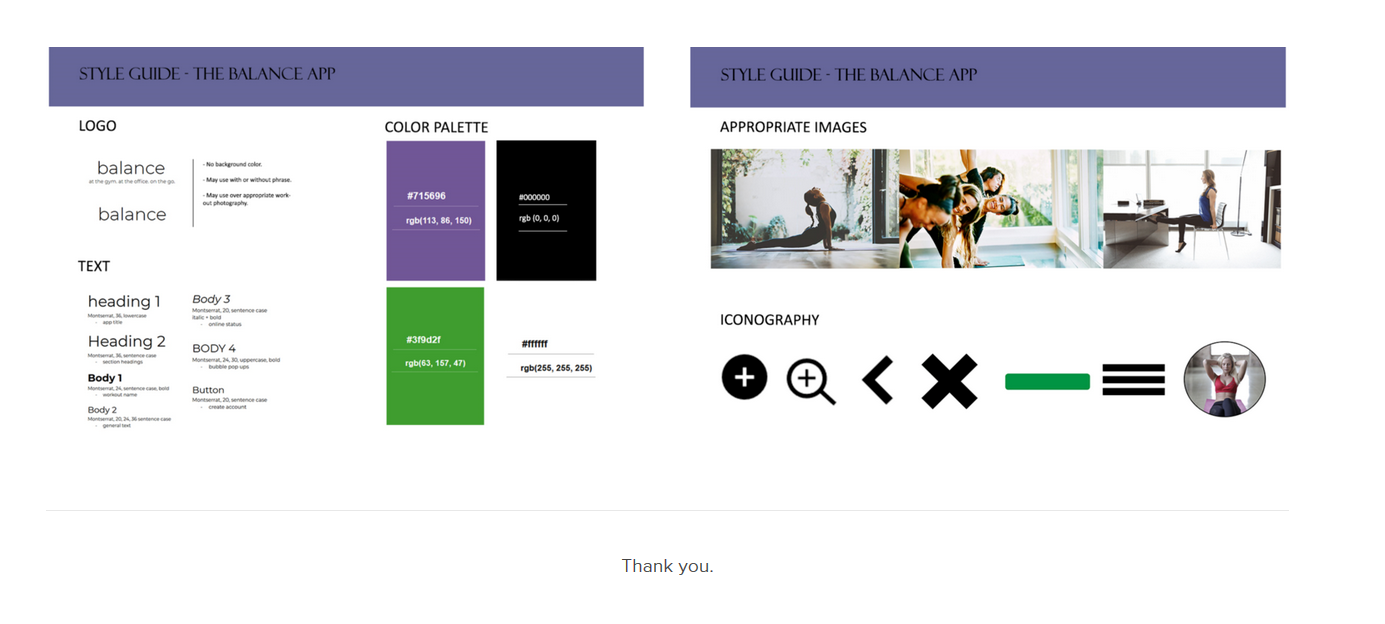 STYLE GUIDE - THE BALANCE APP
LOGO
balance
at the gym. at the office. on the go.
balance
- No background color.
- May use with or without phrase.
- May use over appropriate work-
out photography.
TEXT
heading 1
Montserrat, 36, lowercase
- app title
Heading 2
Montserrat, 36, sentence case
- section headings
Body 1
Montserrat, 24, sentence case, bold
- workout name
Body 2
Montserrat, 20, 24, 36 sentence case
- general text
Body 3
Montserrat, 20, sentence case
italic + bold
- online status
BODY 4
Montserrat, 24, 30, uppercase, bold
- bubble pop ups
Button
Montserrat, 20, sentence case
- create account
COLOR PALETTE
#715696
rgb(113, 86, 150)
#000000
rgb (0, 0, 0)
#3f9d2f
rgb(63, 157, 47)
#ffffff
rgb(255, 255, 255)
STYLE GUIDE - THE BALANCE APP
APPROPRIATE IMAGES
ICONOGRAPHY
Thank you.